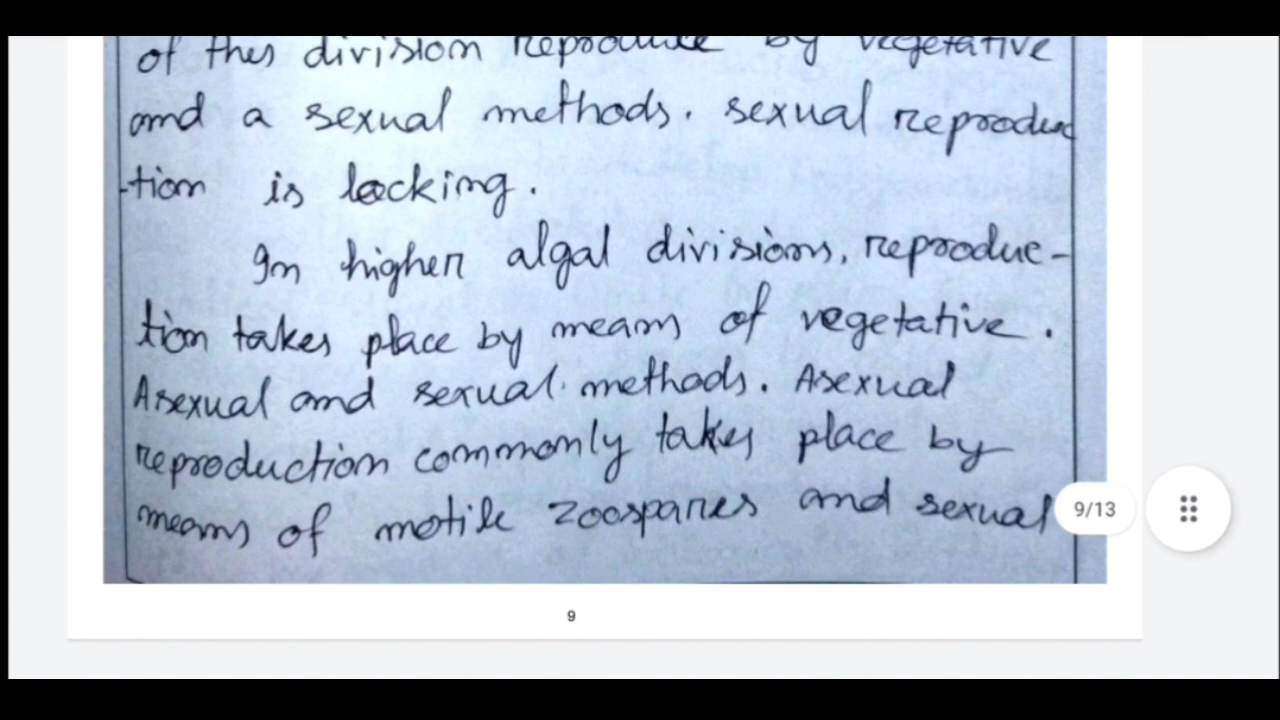 of this division reproduce by vegetative
and a sexual methods. sexual reproduc
-tion is lacking.
In higher algal divisions, reproduc-
tion takes place by means of vegetative.
Asexual and sexual methods. Asexual
reproduction commonly takes place by
means of motile zoospares and sexual
9/13
9